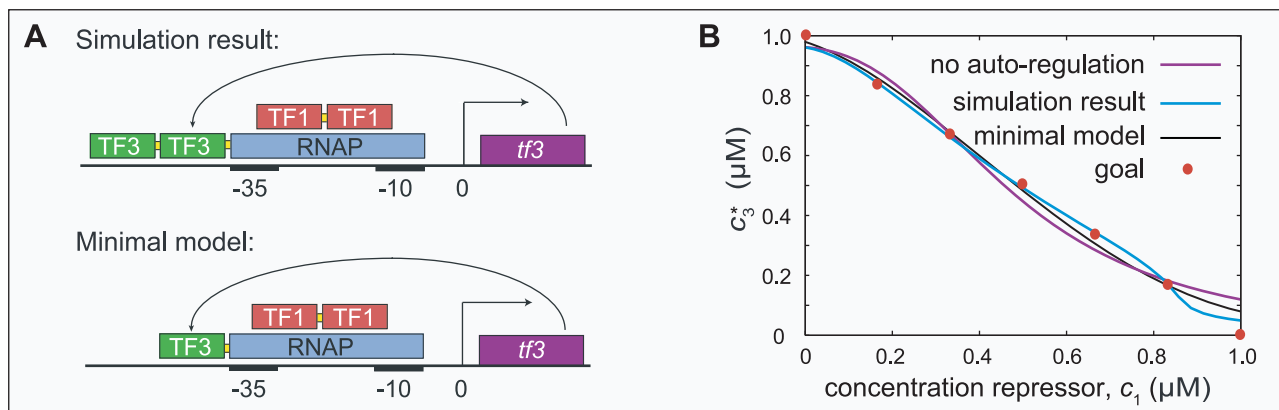 A
Simulation result:
TF1 TF1
TF3 TF3 RNAP tf3
-35 -10 0
Minimal model:
TF1 TF1
TF3 RNAP tf3
-35 -10 0
B
1.0
0.8
0.6
0.4
0.2
0
c₃* (µM)
no auto-regulation
simulation result
minimal model
goal
0 0.2 0.4 0.6 0.8 1.0
concentration repressor, c₁ (µM)